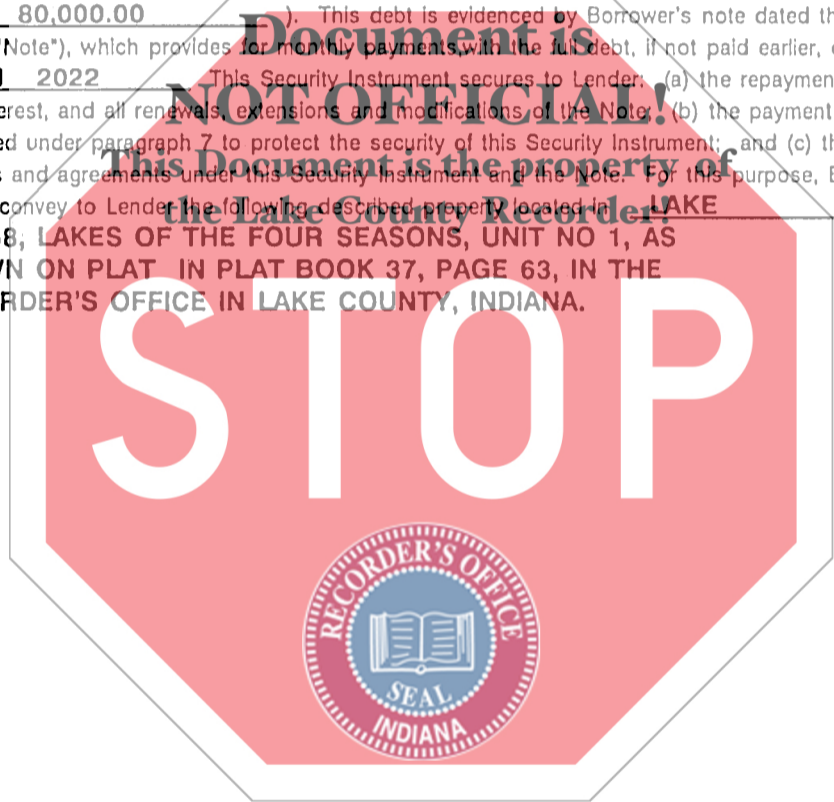 80,000.00 ). This debt is evidenced by Borrower's note dated th
Note"), which provides for monthly payments,with the full debt, if not paid earlier,
2022 This Security Instrument secures to Lender: (a) the repaymen
erest, and all renewals, extensions and modifications of the Note; (b) the payment
ed under paragraph 7 to protect the security of this Security Instrument; and (c) th
s and agreements under this Security Instrument and the Note. For this purpose, B
convey to Lender the following described property located in LAKE
8, LAKES OF THE FOUR SEASONS, UNIT NO 1, AS
N ON PLAT IN PLAT BOOK 37, PAGE 63, IN THE
RDER'S OFFICE IN LAKE COUNTY, INDIANA.
Document is
NOT OFFICIAL!
This Document is the property of
the Lake County Recorder!
STOP
RECORDER'S OFFICE
SEAL
INDIANA